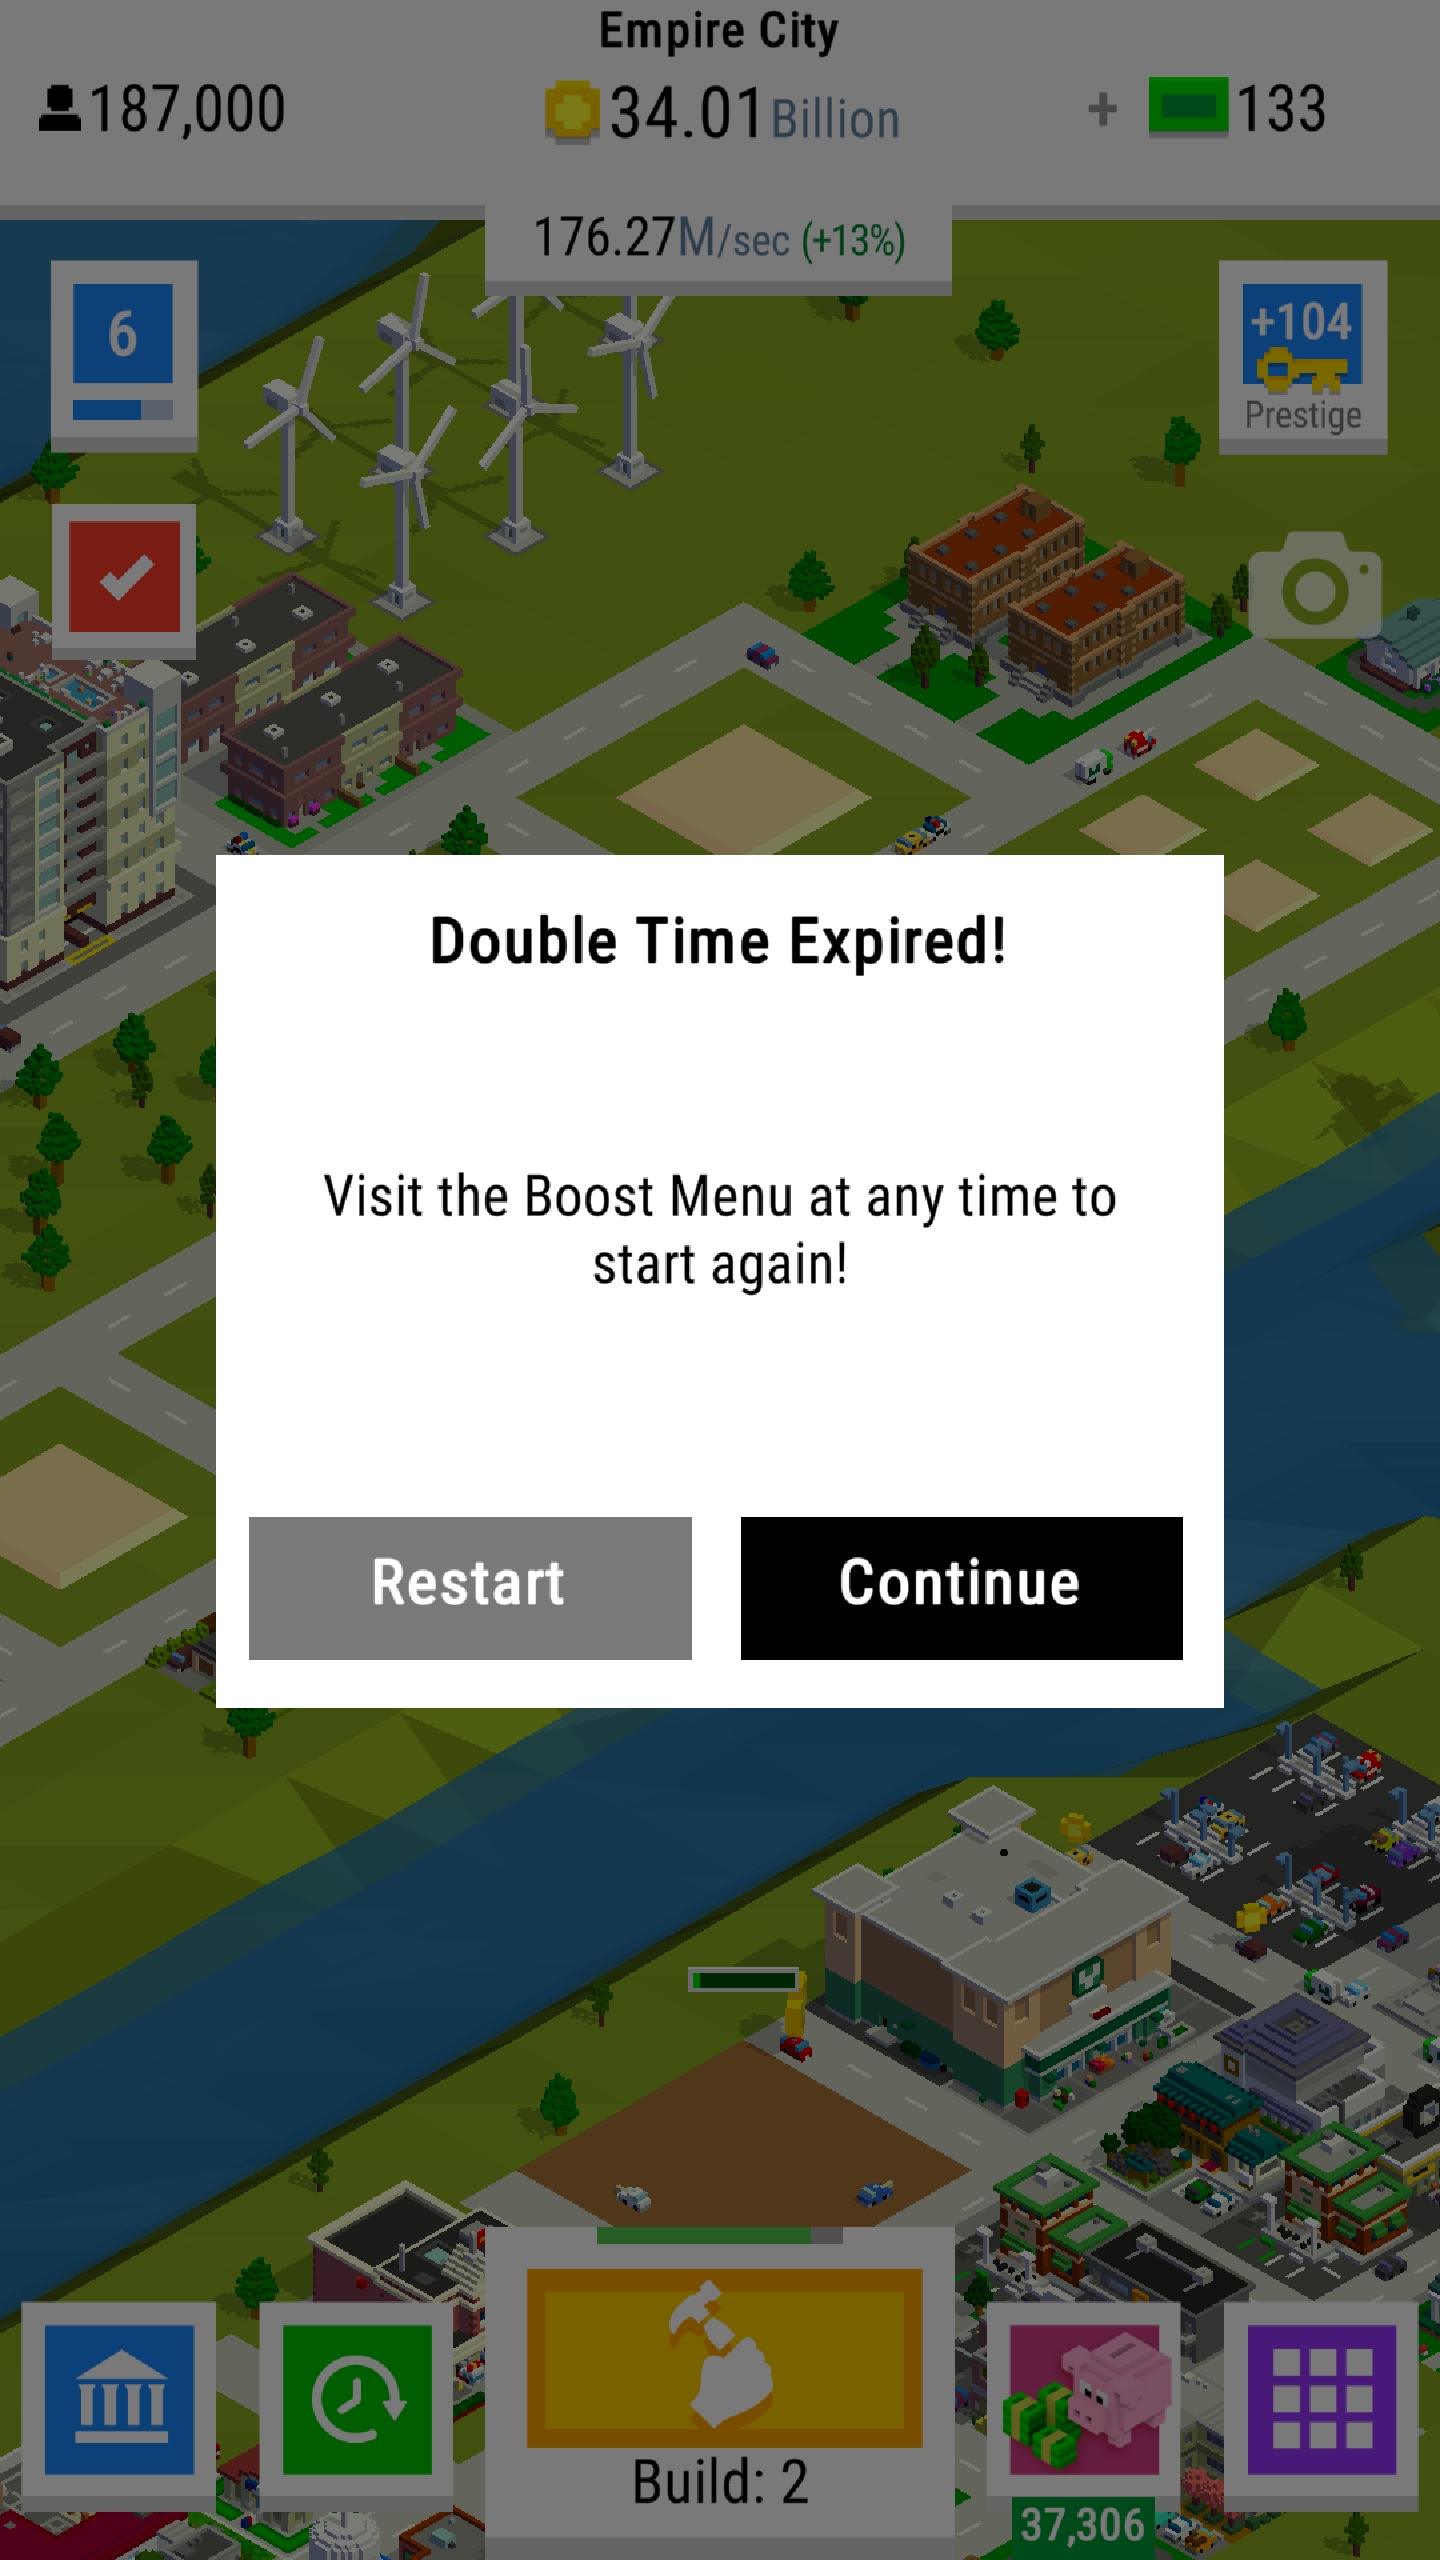 Empire City
187,000
34.01 Billion
+ 133
176.27M/sec (+13%)
6
+104
Prestige
Double Time Expired!
Visit the Boost Menu at any time to
start again!
Restart
Continue
Build: 2
37,306